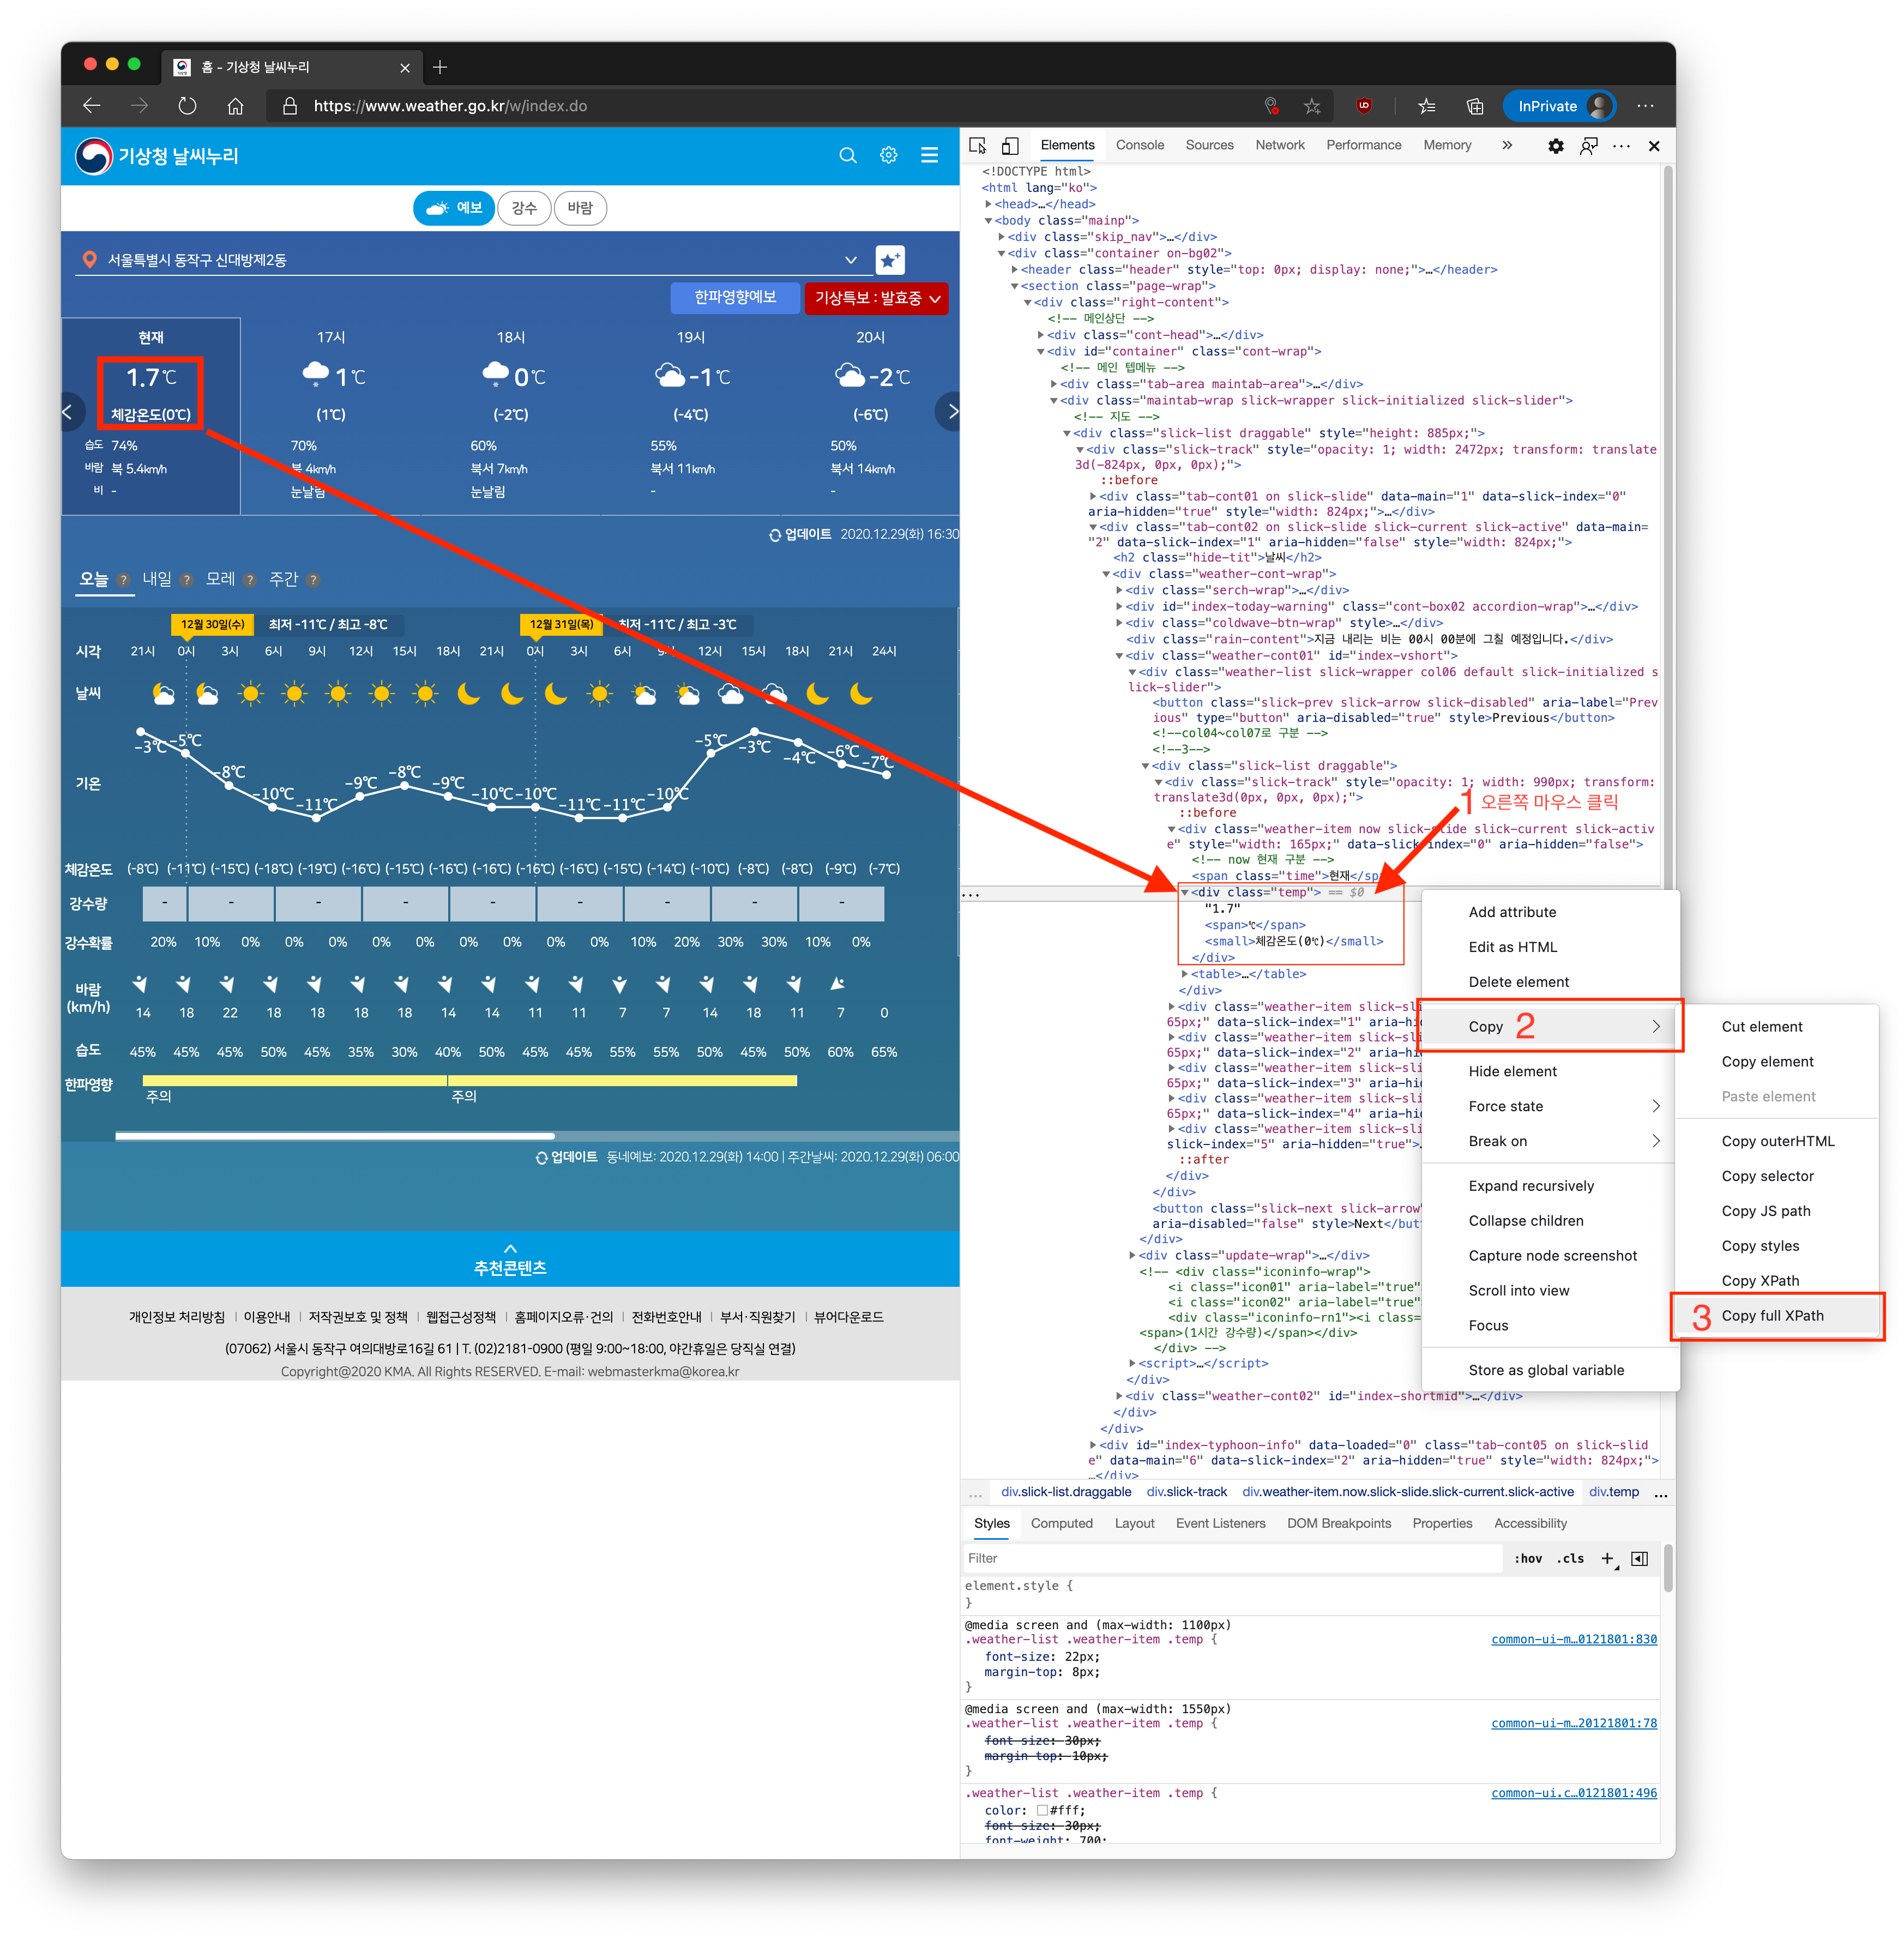 홈 - 기상청 날씨누리
https://www.weather.go.kr/w/index.do
InPrivate
기상청 날씨누리
예보 강수 바람
서울특별시 동작구 신대방제2동
한파영향예보 기상특보 : 발효중
현재 17시 18시 19시 20시
1.7℃ 1℃ 0℃ -1℃ -2℃
체감온도(0℃) (1℃) (-2℃) (-4℃) (-6℃)
습도 74% 70% 60% 55% 50%
바람 북 5.4km/h 북 4km/h 북서 7km/h 북서 11km/h 북서 14km/h
비 - 눈날림 눈날림 - -
업데이트 2020.12.29(화) 16:30
오늘 ? 내일 ? 모레 ? 주간 ?
12월 30일(수) 최저 -11℃ / 최고 -8℃ 12월 31일(목) 최저 -11℃ / 최고 -3℃
시각 21시 0시 3시 6시 9시 12시 15시 18시 21시 0시 3시 6시 9시 12시 15시 18시 21시 24시
날씨
기온 -3℃ -5℃ -8℃ -10℃ -11℃ -9℃ -8℃ -9℃ -10℃ -10℃ -11℃ -11℃ -10℃ -5℃ -3℃ -4℃ -6℃ -7℃
체감온도 (-8℃) (-11℃) (-15℃) (-18℃) (-19℃) (-16℃) (-15℃) (-16℃) (-16℃) (-16℃) (-16℃) (-15℃) (-14℃) (-10℃) (-8℃) (-8℃) (-9℃) (-7℃)
강수량 - - - - - - - - -
강수확률 20% 10% 0% 0% 0% 0% 0% 0% 0% 0% 0% 10% 20% 30% 30% 10% 0%
바람
(km/h) 14 18 22 18 18 18 18 14 14 11 11 7 7 14 18 11 7 0
습도 45% 45% 45% 50% 45% 35% 30% 40% 50% 45% 45% 55% 55% 50% 45% 50% 60% 65%
한파영향
주의 주의
업데이트 동네예보: 2020.12.29(화) 14:00 | 주간날씨: 2020.12.29(화) 06:00
추천콘텐츠
개인정보 처리방침 | 이용안내 | 저작권보호 및 정책 | 웹접근성정책 | 홈페이지오류·건의 | 전화번호안내 | 부서·직원찾기 | 뷰어다운로드
(07062) 서울시 동작구 여의대방로16길 61 | T. (02)2181-0900 (평일 9:00~18:00, 야간휴일은 당직실 연결)
Copyright@2020 KMA. All Rights RESERVED. E-mail: webmasterkma@korea.kr
Elements Console Sources Network Performance Memory »
<!DOCTYPE html>
<html lang="ko">
<head>…</head>
<body class="mainp">
<div class="skip_nav">…</div>
<div class="container on-bg02">
<header class="header" style="top: 0px; display: none;">…</header>
<section class="page-wrap">
<div class="right-content">
<!-- 메인상단 -->
<div class="cont-head">…</div>
<div id="container" class="cont-wrap">
<!-- 메인 탭메뉴 -->
<div class="tab-area maintab-area">…</div>
<div class="maintab-wrap slick-wrapper slick-initialized slick-slider">
<!-- 지도 -->
<div class="slick-list draggable" style="height: 885px;">
<div class="slick-track" style="opacity: 1; width: 2472px; transform: translate
3d(-824px, 0px, 0px);">
::before
<div class="tab-cont01 on slick-slide" data-main="1" data-slick-index="0"
aria-hidden="true" style="width: 824px;">…</div>
<div class="tab-cont02 on slick-slide slick-current slick-active" data-main=
"2" data-slick-index="1" aria-hidden="false" style="width: 824px;">
<h2 class="hide-tit">날씨</h2>
<div class="weather-cont-wrap">
<div class="serch-wrap">…</div>
<div id="index-today-warning" class="cont-box02 accordion-wrap">…</div>
<div class="coldwave-btn-wrap" style>…</div>
<div class="rain-content">지금 내리는 비는 00시 00분에 그칠 예정입니다.</div>
<div class="weather-cont01" id="index-vshort">
<div class="weather-list slick-wrapper col06 default slick-initialized s
lick-slider">
<button class="slick-prev slick-arrow slick-disabled" aria-label="Prev
ious" type="button" aria-disabled="true" style>Previous</button>
<!--col04~col07로 구분 -->
<!--3-->
<div class="slick-list draggable">
<div class="slick-track" style="opacity: 1; width: 990px; transform:
translate3d(0px, 0px, 0px);">
1 오른쪽 마우스 클릭
::before
<div class="weather-item now slick-slide slick-current slick-activ
e" style="width: 165px;" data-slick-index="0" aria-hidden="false">
<!-- now 현재 구분 -->
<span class="time">현재</sp
<div class="temp"> == $0
"1.7"
<span>℃</span>
<small>체감온도(0℃)</small>
</div>
<table>…</table>
</div>
<div class="weather-item slick-sli
65px;" data-slick-index="1" aria-hi
<div class="weather-item slick-sli
65px;" data-slick-index="2" aria-hi
<div class="weather-item slick-sli
65px;" data-slick-index="3" aria-hi
<div class="weather-item slick-sli
65px;" data-slick-index="4" aria-hi
<div class="weather-item slick-sli
slick-index="5" aria-hidden="true">
::after
</div>
</div>
<button class="slick-next slick-arrow"
aria-disabled="false" style>Next</but
</div>
<div class="update-wrap">…</div>
<!-- <div class="iconinfo-wrap">
<i class="icon01" aria-label="true"
<i class="icon02" aria-label="true"
<div class="iconinfo-rn1"><i class=
<span>(1시간 강수량)</span></div>
</div> -->
<script>…</script>
</div>
<div class="weather-cont02" id="index-shortmid">…</div>
</div>
</div>
<div id="index-typhoon-info" data-loaded="0" class="tab-cont05 on slick-slid
e" data-main="6" data-slick-index="2" aria-hidden="true" style="width: 824px;">
…</div>
Add attribute
Edit as HTML
Delete element
Copy 2
Hide element
Force state
Break on
Expand recursively
Collapse children
Capture node screenshot
Scroll into view
Focus
Store as global variable
Cut element
Copy element
Paste element
Copy outerHTML
Copy selector
Copy JS path
Copy styles
Copy XPath
3 Copy full XPath
... div.slick-list.draggable div.slick-track div.weather-item.now.slick-slide.slick-current.slick-active div.temp ...
Styles Computed Layout Event Listeners DOM Breakpoints Properties Accessibility
Filter :hov .cls +
element.style {
}
@media screen and (max-width: 1100px)
.weather-list .weather-item .temp { common-ui-m…0121801:830
font-size: 22px;
margin-top: 8px;
}
@media screen and (max-width: 1550px)
.weather-list .weather-item .temp { common-ui-m…20121801:78
font-size: 30px;
margin-top: 10px;
}
.weather-list .weather-item .temp { common-ui.c…0121801:496
color: #fff;
font-size: 30px;
font-weight: 700;